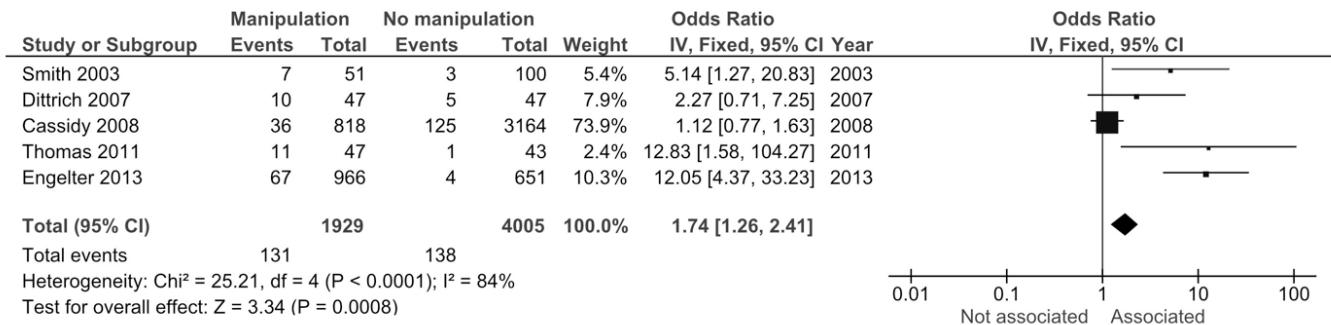 Manipulation No manipulation Odds Ratio Odds Ratio
Study or Subgroup Events Total Events Total Weight IV, Fixed, 95% CI Year IV, Fixed, 95% CI
Smith 2003 7 51 3 100 5.4% 5.14 [1.27, 20.83] 2003
Dittrich 2007 10 47 5 47 7.9% 2.27 [0.71, 7.25] 2007
Cassidy 2008 36 818 125 3164 73.9% 1.12 [0.77, 1.63] 2008
Thomas 2011 11 47 1 43 2.4% 12.83 [1.58, 104.27] 2011
Engelter 2013 67 966 4 651 10.3% 12.05 [4.37, 33.23] 2013
Total (95% CI) 1929 4005 100.0% 1.74 [1.26, 2.41]
Total events 131 138
Heterogeneity: Chi² = 25.21, df = 4 (P < 0.0001); I² = 84%
Test for overall effect: Z = 3.34 (P = 0.0008)
0.01 0.1 1 10 100
Not associated Associated